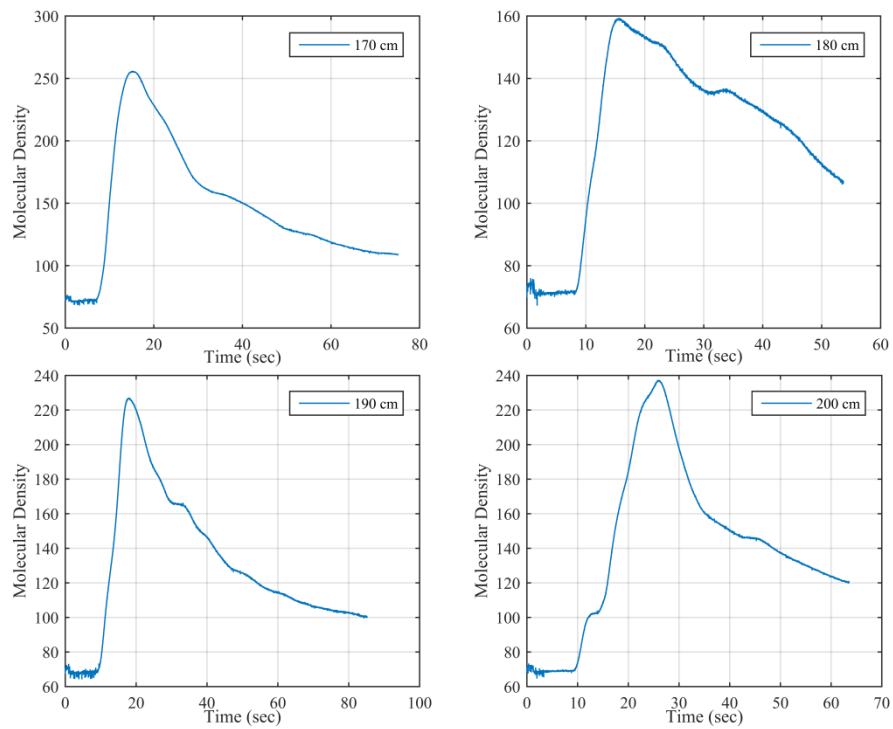 170 cm
300
250
200
150
100
50
Molecular Density
0 20 40 60 80
Time (sec)
180 cm
160
140
120
100
80
60
Molecular Density
0 10 20 30 40 50 60
Time (sec)
190 cm
240
220
200
180
160
140
120
100
80
60
Molecular Density
0 20 40 60 80 100
Time (sec)
200 cm
240
220
200
180
160
140
120
100
80
60
Molecular Density
0 10 20 30 40 50 60 70
Time (sec)